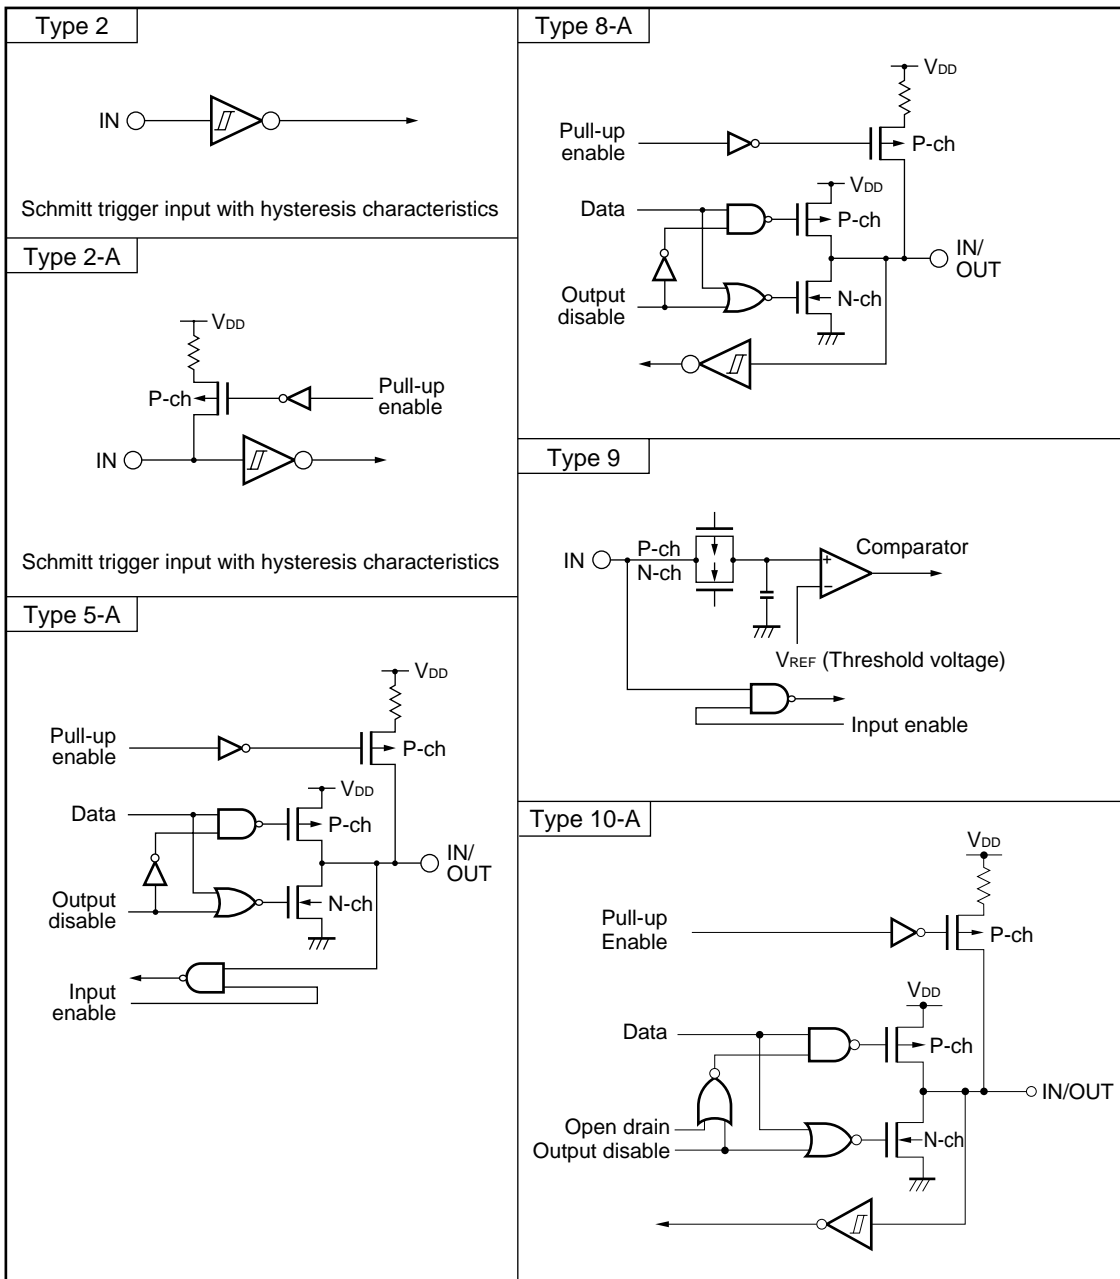 Type 2
IN
Schmitt trigger input with hysteresis characteristics
Type 2-A
VDD
P-ch
Pull-up
enable
IN
Schmitt trigger input with hysteresis characteristics
Type 5-A
VDD
Pull-up
enable
P-ch
VDD
Data
P-ch
IN/
OUT
Output
disable
N-ch
Input
enable
Type 8-A
VDD
Pull-up
enable
P-ch
VDD
Data
P-ch
IN/
OUT
Output
disable
N-ch
Type 9
IN
P-ch
N-ch
+
−
Comparator
VREF (Threshold voltage)
Input enable
Type 10-A
VDD
Pull-up
Enable
P-ch
VDD
Data
P-ch
IN/OUT
Open drain
Output disable
N-ch